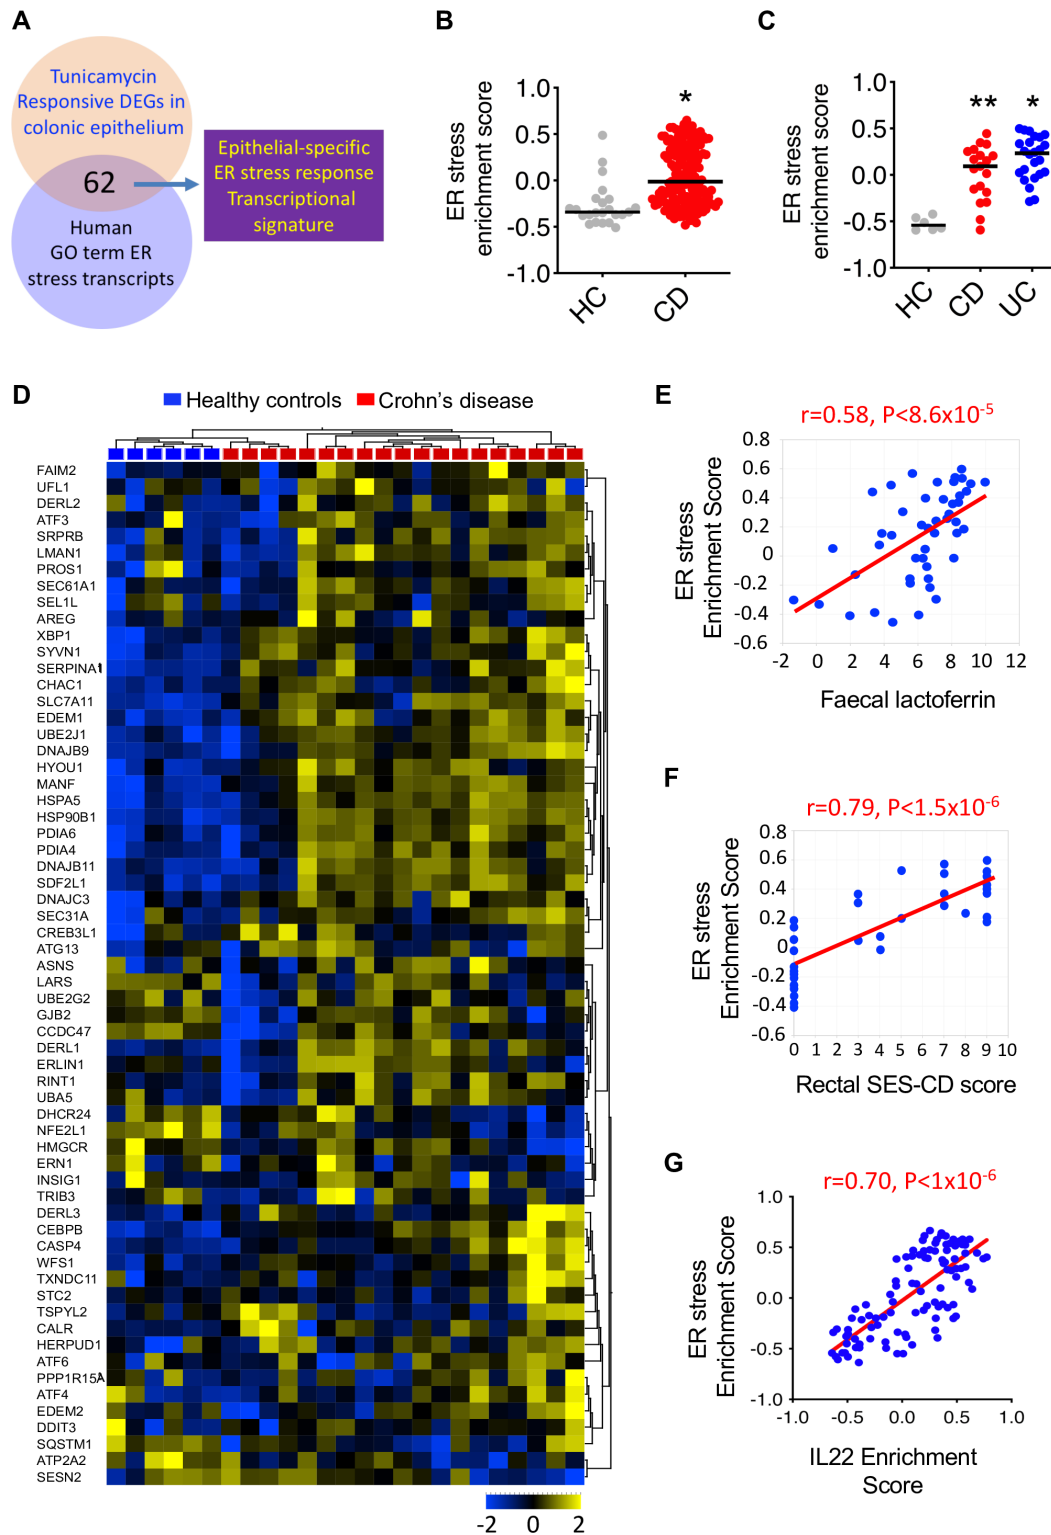 A
Tunicamycin
Responsive DEGs in
colonic epithelium
62
Human
GO term ER
stress transcripts
Epithelial-specific
ER stress response
Transcriptional
signature
B
ER stress
enrichment score
1.0
0.5
0.0
-0.5
-1.0
*
HC
CD
C
ER stress
enrichment score
1.0
0.5
0.0
-0.5
-1.0
**
*
HC
CD
UC
D
Healthy controls
Crohn's disease
FAIM2
UFL1
DERL2
ATF3
SRPRB
LMAN1
PROS1
SEC61A1
SEL1L
AREG
XBP1
SYVN1
SERPINA1
CHAC1
SLC7A11
EDEM1
UBE2J1
DNAJB9
HYOU1
MANF
HSPA5
HSP90B1
PDIA6
PDIA4
DNAJB11
SDF2L1
DNAJC3
SEC31A
CREB3L1
ATG13
ASNS
LARS
UBE2G2
GJB2
CCDC47
DERL1
ERLIN1
RINT1
UBA5
DHCR24
NFE2L1
HMGCR
ERN1
INSIG1
TRIB3
DERL3
CEBPB
CASP4
WFS1
TXNDC11
STC2
TSPYL2
CALR
HERPUD1
ATF6
PPP1R15A
ATF4
EDEM2
DDIT3
SQSTM1
ATP2A2
SESN2
-2 0 2
E
r=0.58, P<8.6x10-5
ER stress
Enrichment Score
0.8
0.6
0.4
0.2
0
-0.2
-0.4
-0.6
-2 0 2 4 6 8 10 12
Faecal lactoferrin
F
r=0.79, P<1.5x10-6
ER stress
Enrichment Score
0.8
0.6
0.4
0.2
0
-0.2
-0.4
-0.6
0 1 2 3 4 5 6 7 8 9 10
Rectal SES-CD score
G
r=0.70, P<1x10-6
ER stress
Enrichment Score
1.0
0.5
0.0
-0.5
-1.0
-1.0 -0.5 0.0 0.5 1.0
IL22 Enrichment
Score